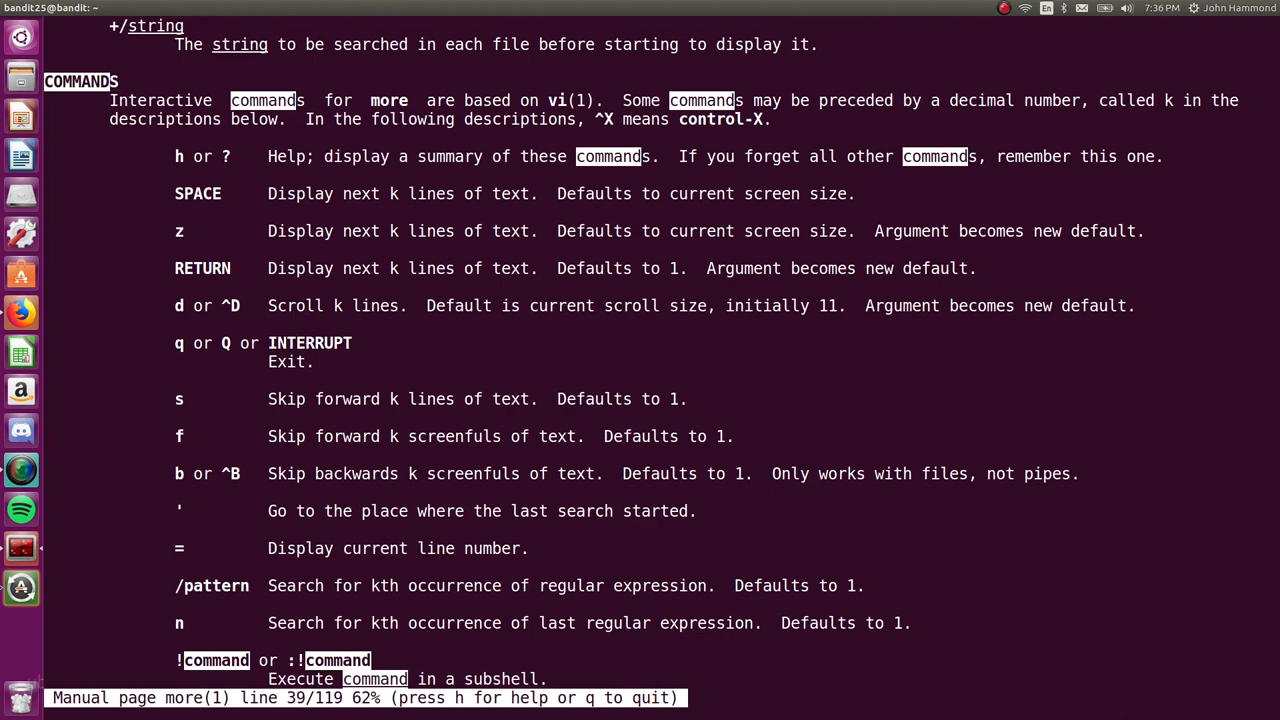 bandit25@bandit: ~
En
7:36 PM
John Hammond
+/string
The string to be searched in each file before starting to display it.
COMMANDS
Interactive commands for more are based on vi(1). Some commands may be preceded by a decimal number, called k in the
descriptions below. In the following descriptions, ^X means control-X.
h or ? Help; display a summary of these commands. If you forget all other commands, remember this one.
SPACE Display next k lines of text. Defaults to current screen size.
z Display next k lines of text. Defaults to current screen size. Argument becomes new default.
RETURN Display next k lines of text. Defaults to 1. Argument becomes new default.
d or ^D Scroll k lines. Default is current scroll size, initially 11. Argument becomes new default.
q or Q or INTERRUPT
Exit.
s Skip forward k lines of text. Defaults to 1.
f Skip forward k screenfuls of text. Defaults to 1.
b or ^B Skip backwards k screenfuls of text. Defaults to 1. Only works with files, not pipes.
' Go to the place where the last search started.
= Display current line number.
/pattern Search for kth occurrence of regular expression. Defaults to 1.
n Search for kth occurrence of last regular expression. Defaults to 1.
!command or :!command
Execute command in a subshell.
Manual page more(1) line 39/119 62% (press h for help or q to quit)